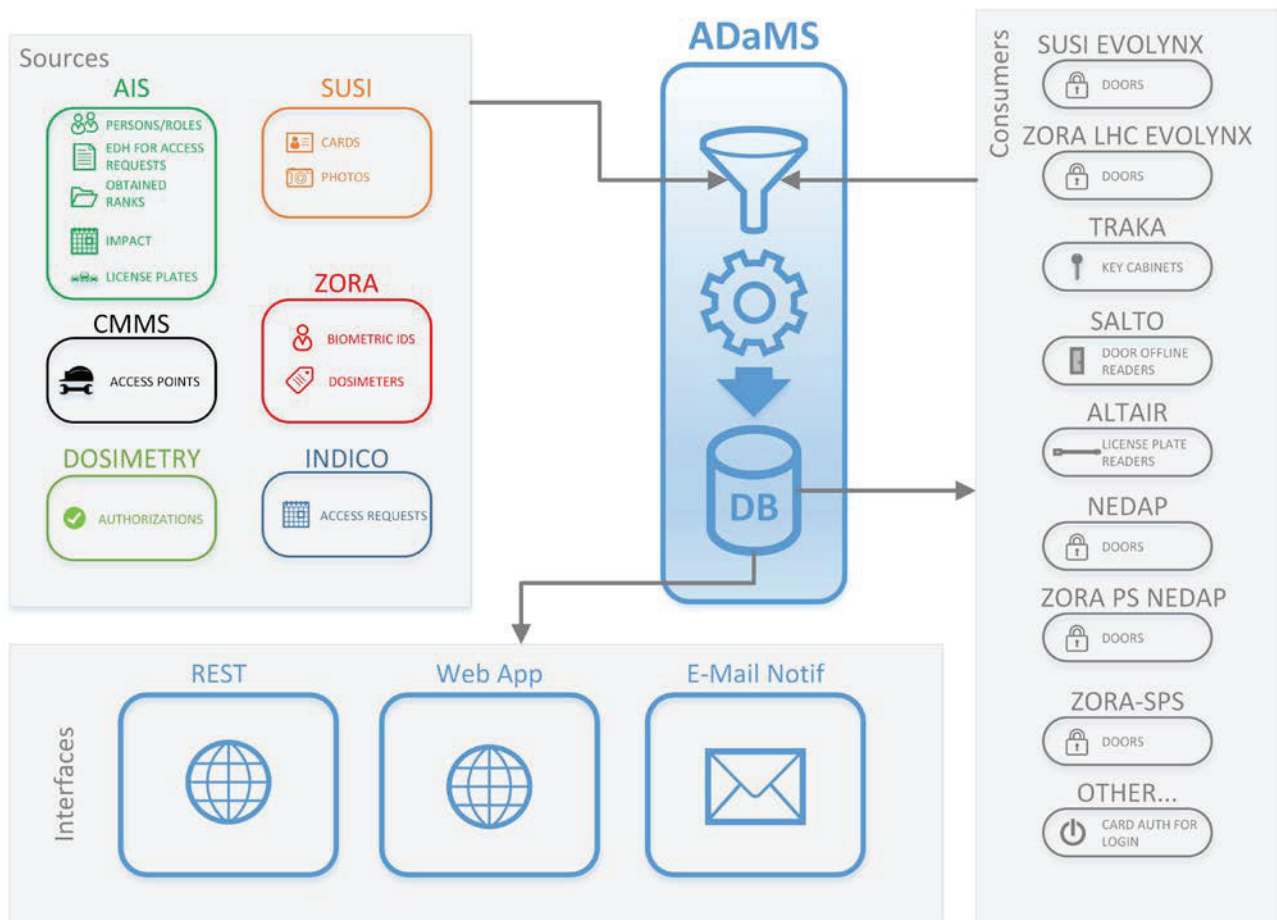 Sources
AIS
PERSONS/ROLES
EDH FOR ACCESS
REQUESTS
OBTAINED
RANKS
IMPACT
LICENSE PLATES
SUSI
CARDS
PHOTOS
CMMS
ACCESS POINTS
ZORA
BIOMETRIC IDS
DOSIMETERS
DOSIMETRY
AUTHORIZATIONS
INDICO
ACCESS REQUESTS
ADaMS
DB
Consumers
SUSI EVOLYNX
DOORS
ZORA LHC EVOLYNX
DOORS
TRAKA
KEY CABINETS
SALTO
DOOR OFFLINE
READERS
ALTAIR
LICENSE PLATE
READERS
NEDAP
DOORS
ZORA PS NEDAP
DOORS
ZORA-SPS
DOORS
OTHER...
CARD AUTH FOR
LOGIN
Interfaces
REST
Web App
E-Mail Notif